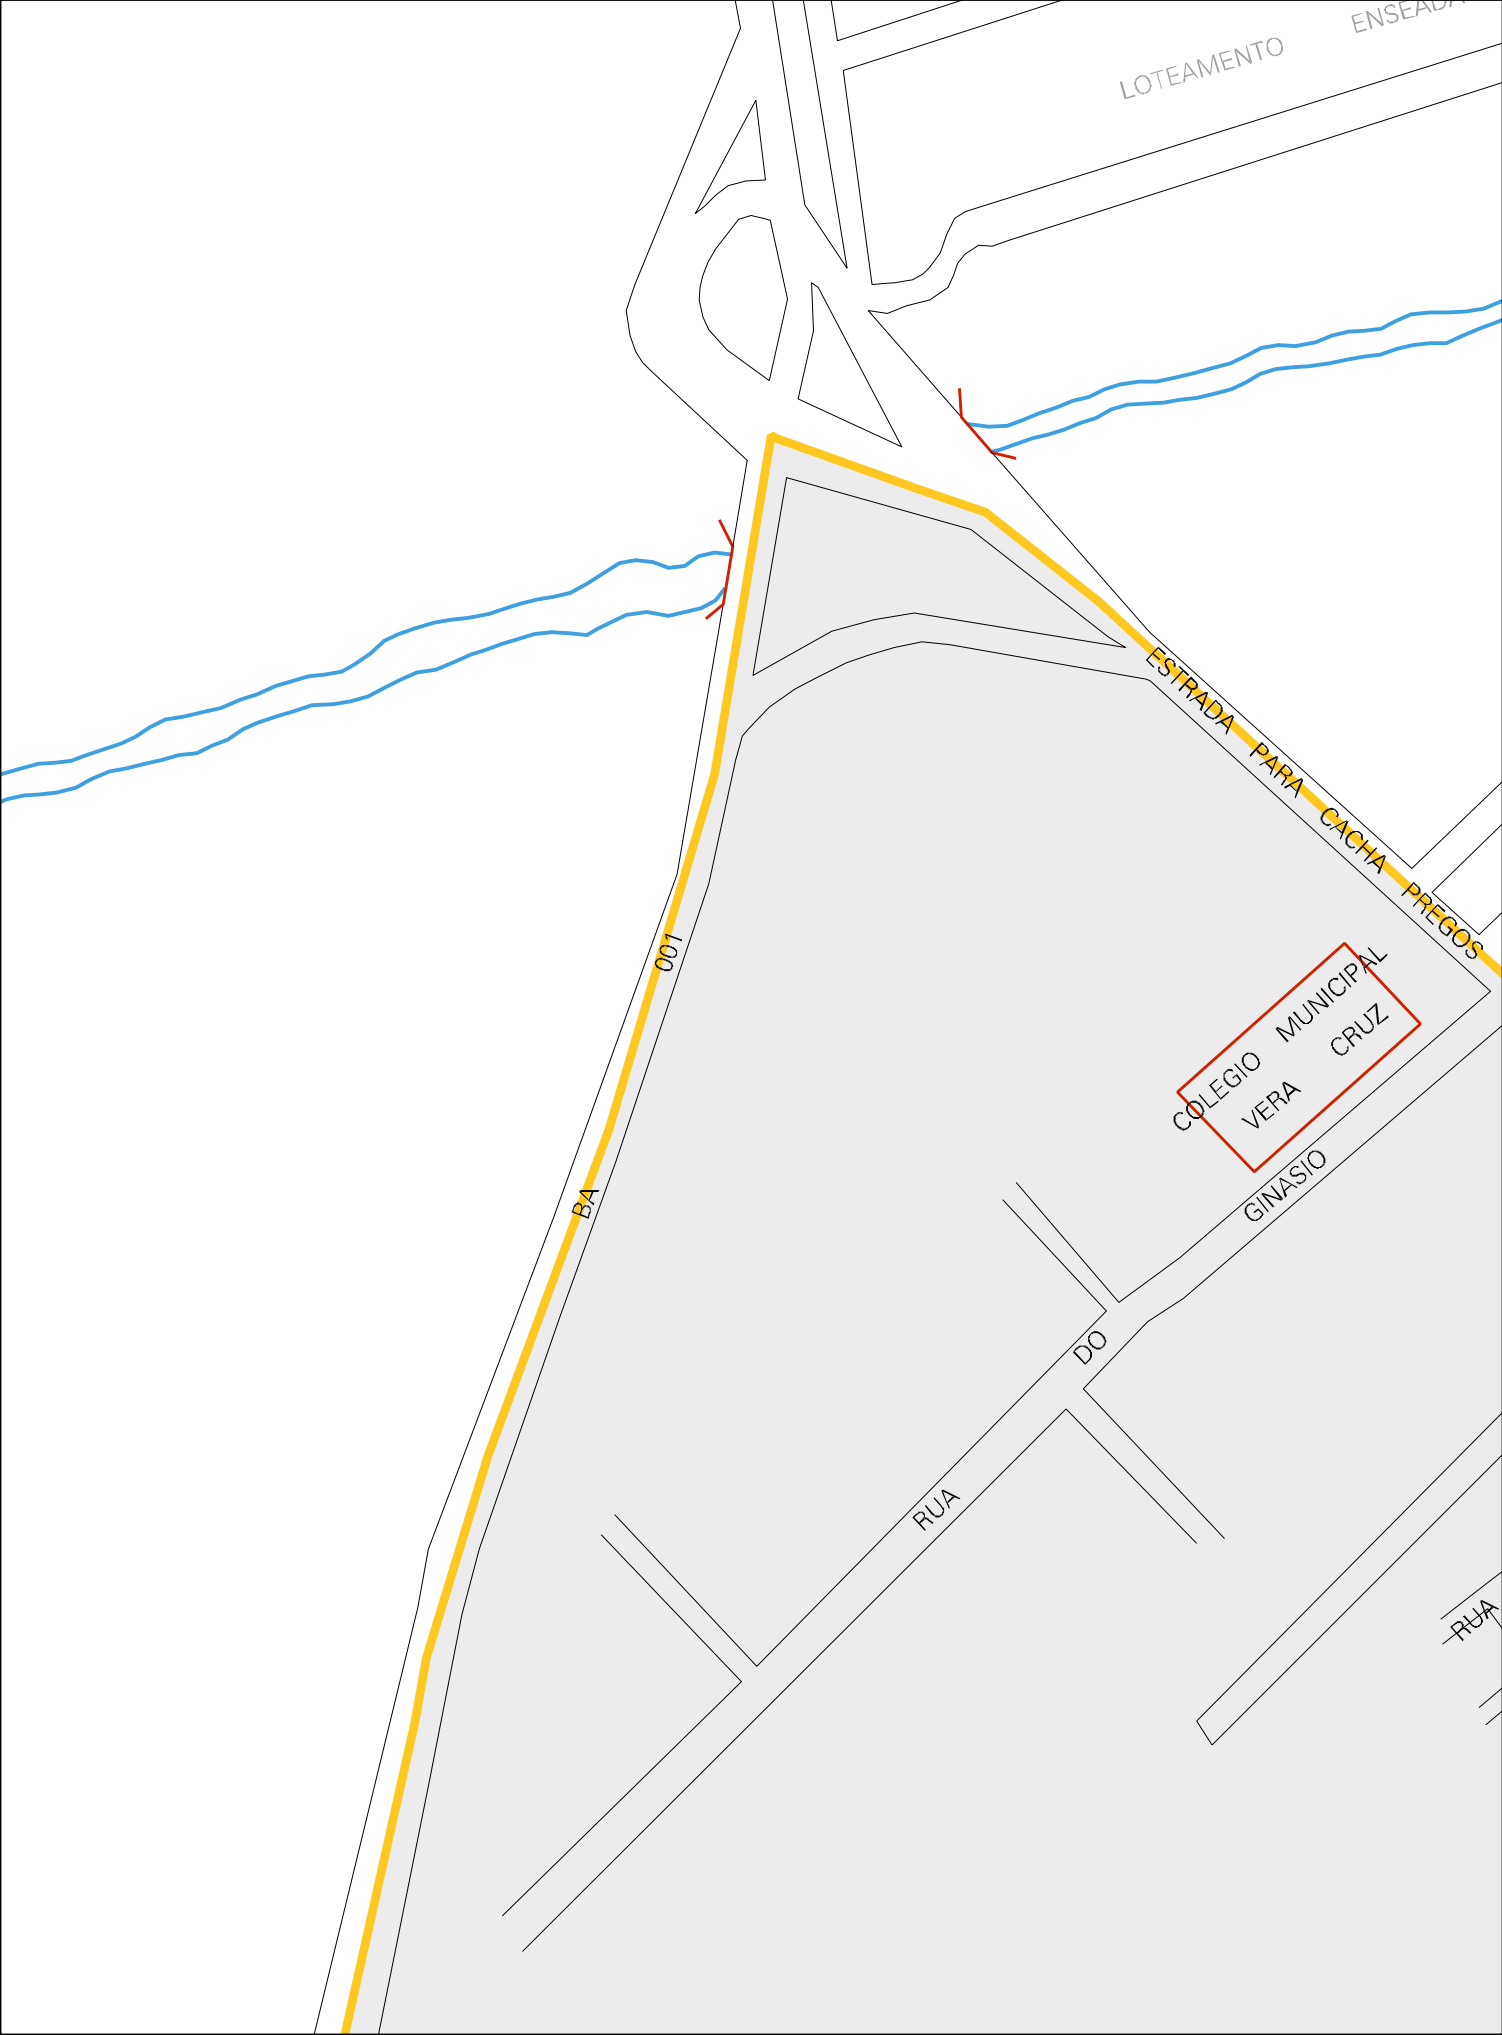 LOTEAMENTO ENSEADA
ESTRADA PARA CACHA PREGOS
BA 001
COLEGIO MUNICIPAL
VERA CRUZ
RUA DO GINASIO
RUA